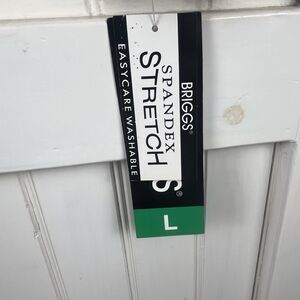 BRIGGS®
SPANDEX
STRETCH
EASYCARE WASHABLE
S®
L